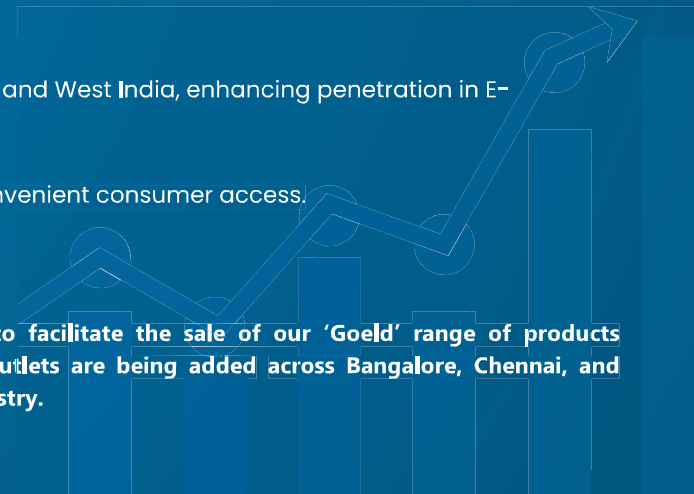 and West India, enhancing penetration in E-
nvenient consumer access.
to facilitate the sale of our ‘Goeld’ range of products
utlets are being added across Bangalore, Chennai, and
stry.